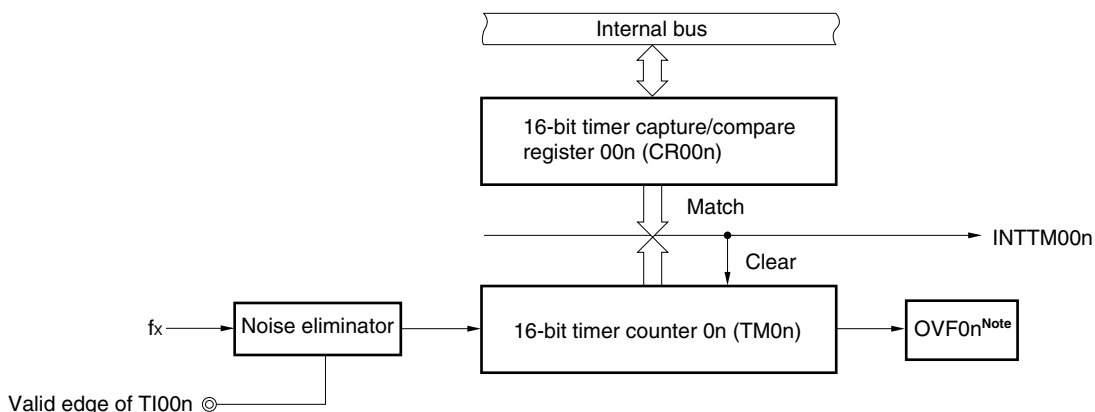 Internal bus
16-bit timer capture/compare
register 00n (CR00n)
Match
INTTM00n
Clear
fx
Noise eliminator
16-bit timer counter 0n (TM0n)
OVF0nNote
Valid edge of TI00n